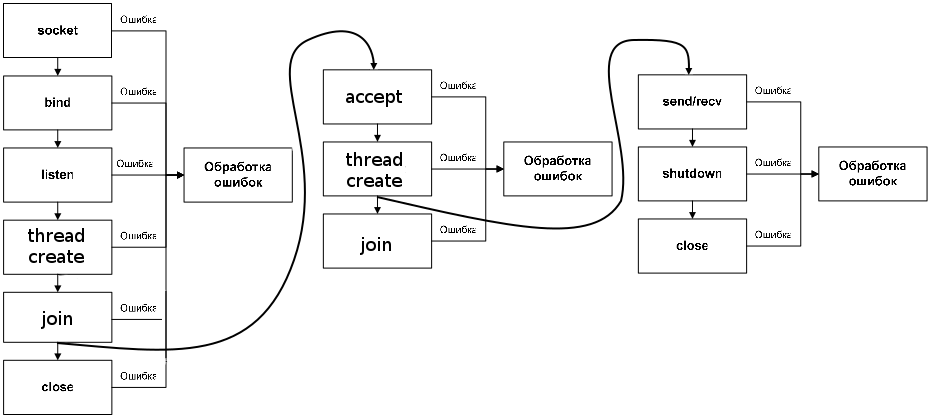 socket
Ошибка
bind
Ошибка
listen
Ошибка
thread
create
Ошибка
join
Ошибка
close
Ошибка
Обработка
ошибок
accept
Ошибка
thread
create
Ошибка
join
Ошибка
Обработка
ошибок
send/recv
Ошибка
shutdown
Ошибка
close
Ошибка
Обработка
ошибок